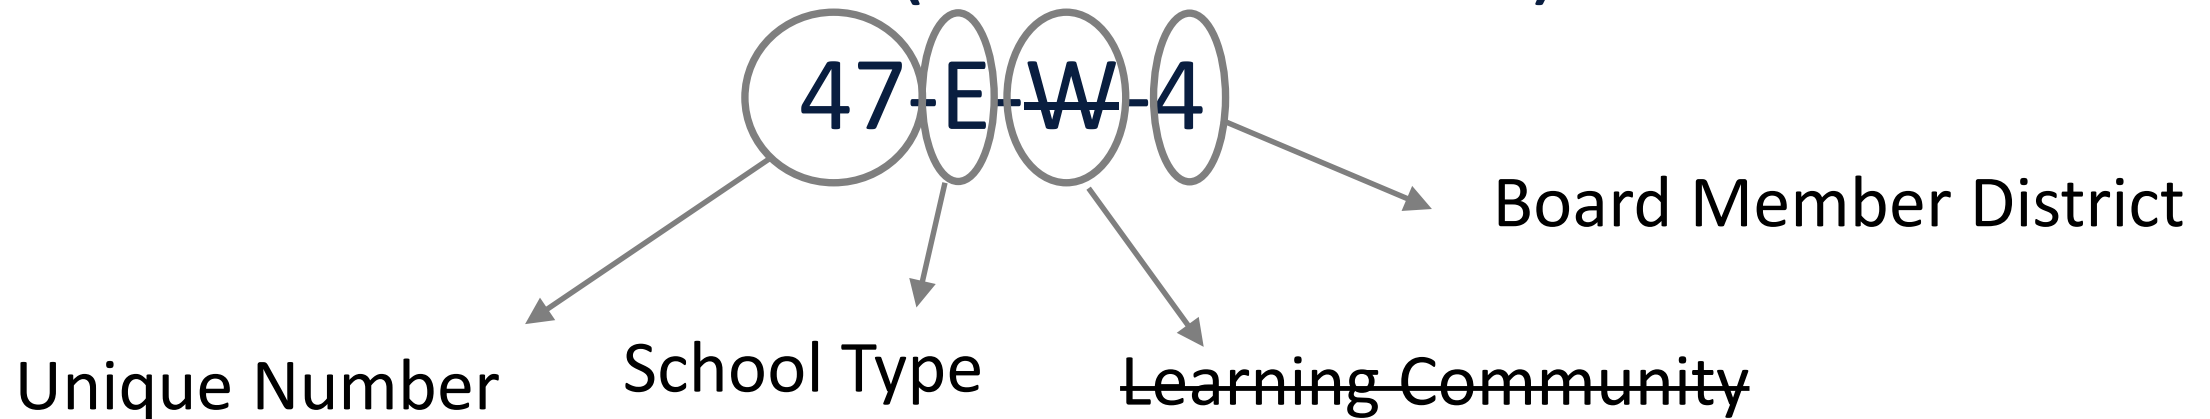 47-E-W-4
Board Member District
School Type
Learning Community
Unique Number